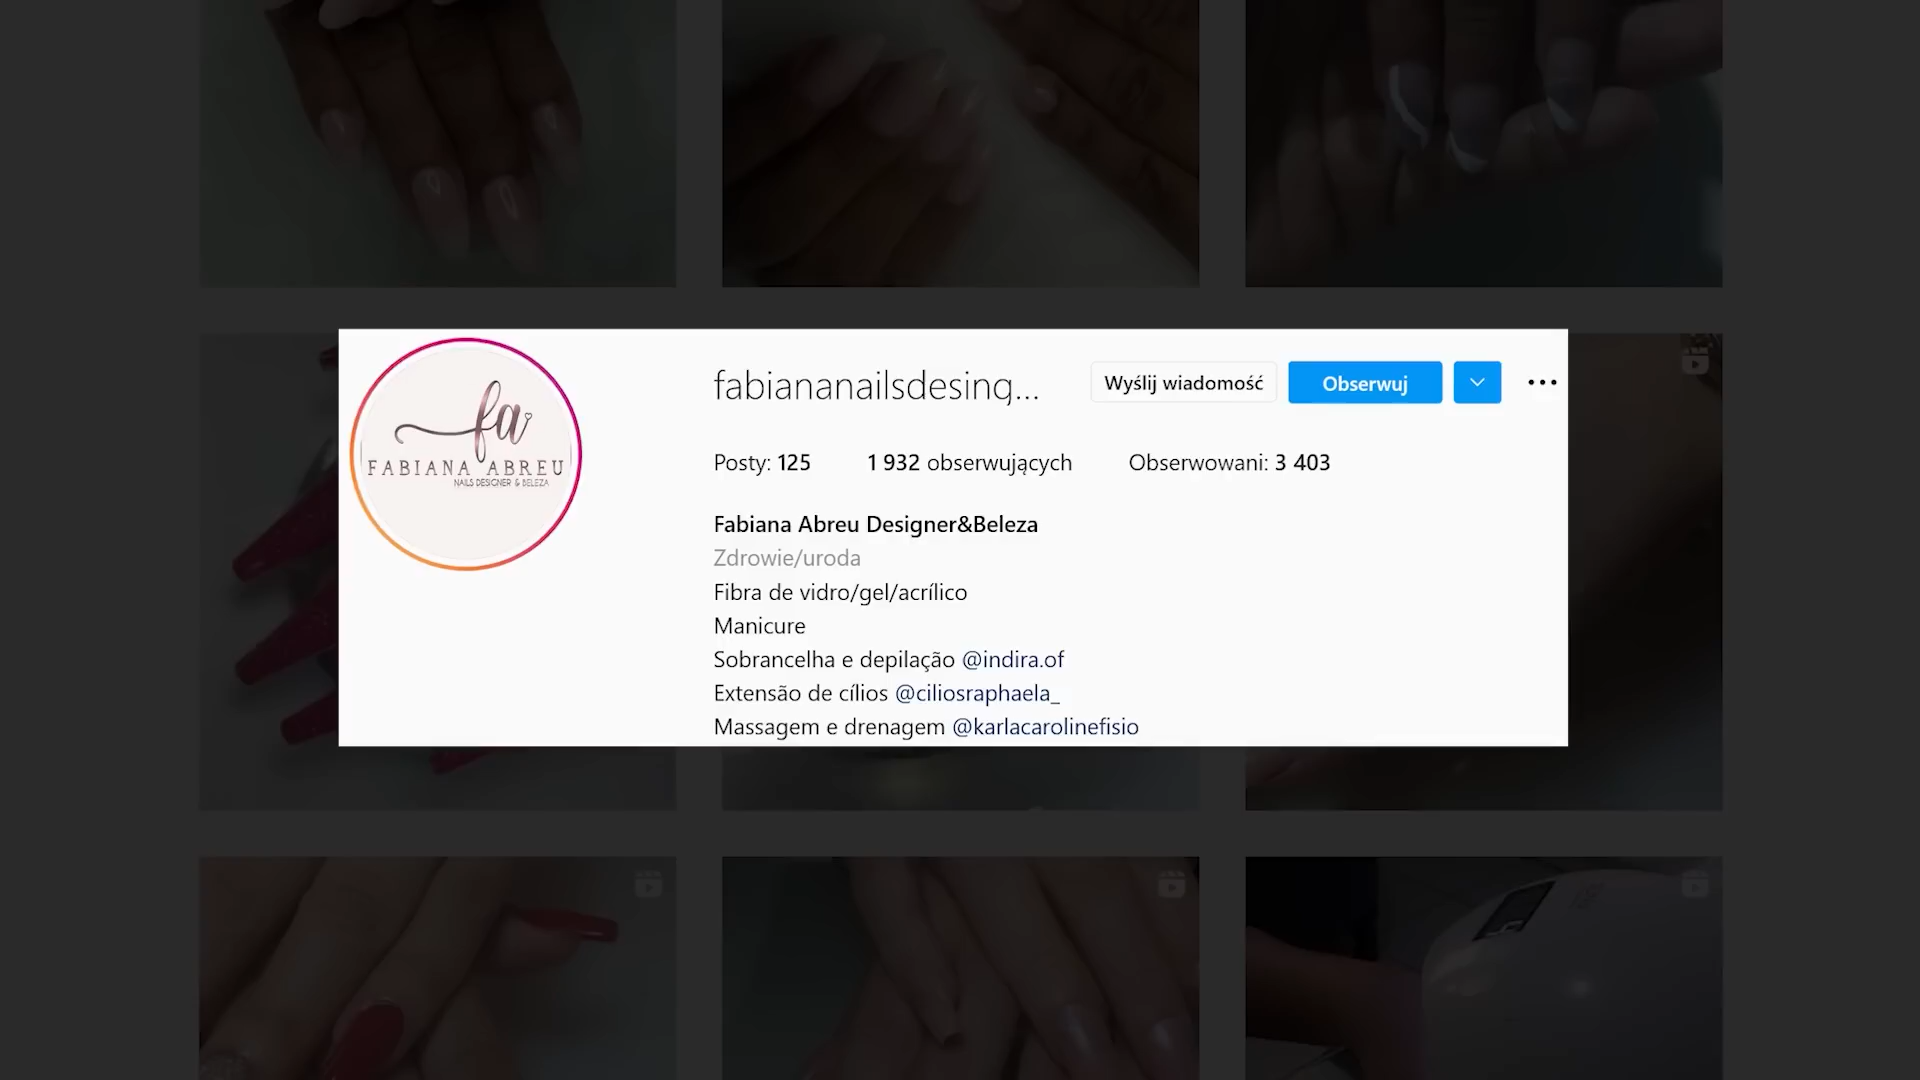 fabiananailsdesing...
Wyślij wiadomość
Obserwuj
fa
FABIANA ABREU
NAILS DESIGNER & BELEZA
Posty: 125
1 932 obserwujących
Obserwowani: 3 403
Fabiana Abreu Designer&Beleza
Zdrowie/uroda
Fibra de vidro/gel/acrílico
Manicure
Sobrancelha e depilação @indira.of
Extensão de cílios @ciliosraphaela_
Massagem e drenagem @karlacarolinefisio